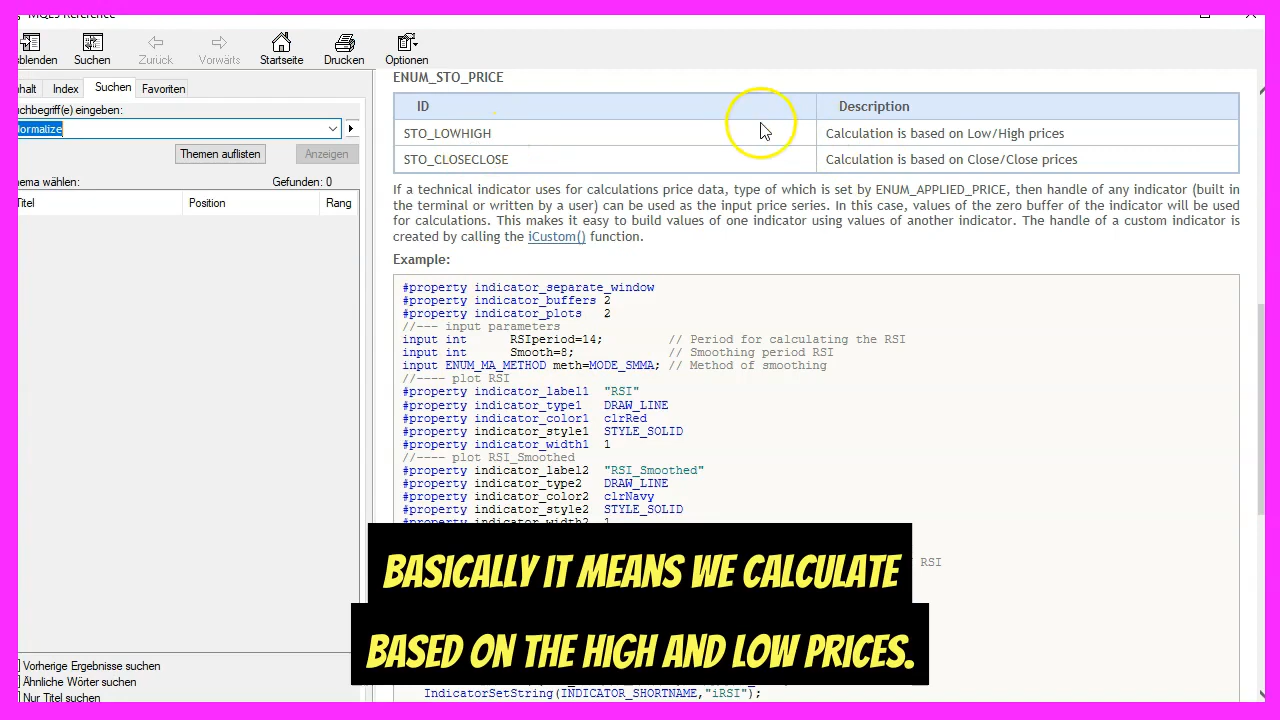 MQL5 Reference
blenden
Suchen
Zurück
Vorwärts
Startseite
Drucken
Optionen
halt
Index
Suchen
Favoriten
chbegriff(e) eingeben:
ormalize
Themen auflisten
Anzeigen
ema wählen:
Gefunden: 0
Titel
Position
Rang
Vorherige Ergebnisse suchen
Ähnliche Wörter suchen
Nur Titel suchen
ENUM_STO_PRICE
ID Description
STO_LOWHIGH Calculation is based on Low/High prices
STO_CLOSECLOSE Calculation is based on Close/Close prices
If a technical indicator uses for calculations price data, type of which is set by ENUM_APPLIED_PRICE, then handle of any indicator (built in
the terminal or written by a user) can be used as the input price series. In this case, values of the zero buffer of the indicator will be used
for calculations. This makes it easy to build values of one indicator using values of another indicator. The handle of a custom indicator is
created by calling the iCustom() function.
Example:
#property indicator_separate_window
#property indicator_buffers 2
#property indicator_plots 2
//--- input parameters
input int RSIperiod=14; // Period for calculating the RSI
input int Smooth=8; // Smoothing period RSI
input ENUM_MA_METHOD meth=MODE_SMMA; // Method of smoothing
//---- plot RSI
#property indicator_label1 "RSI"
#property indicator_type1 DRAW_LINE
#property indicator_color1 clrRed
#property indicator_style1 STYLE_SOLID
#property indicator_width1 1
//---- plot RSI_Smoothed
#property indicator_label2 "RSI_Smoothed"
#property indicator_type2 DRAW_LINE
#property indicator_color2 clrNavy
#property indicator_style2 STYLE_SOLID
#property indicator_width2 1
RSI
BASICALLY IT MEANS WE CALCULATE
BASED ON THE HIGH AND LOW PRICES.
IndicatorSetString(INDICATOR_SHORTNAME,"iRSI");